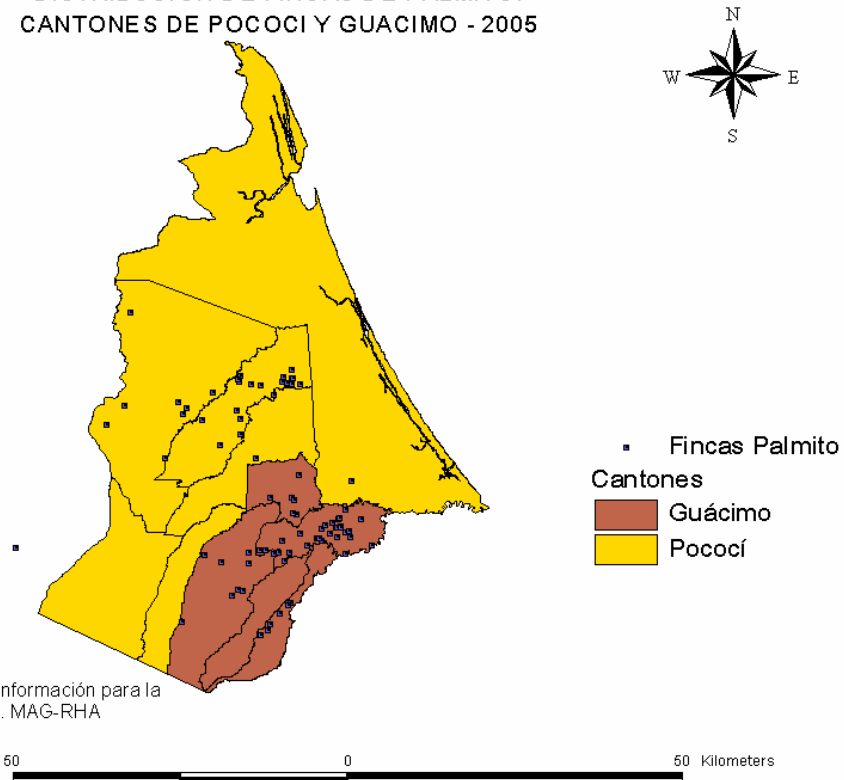 CANTONES DE POCOCI Y GUACIMO - 2005
N
W E
S
Fincas Palmito
Cantones
Guácimo
Pococí
nformación para la
. MAG-RHA
50 0 50 Kilometers